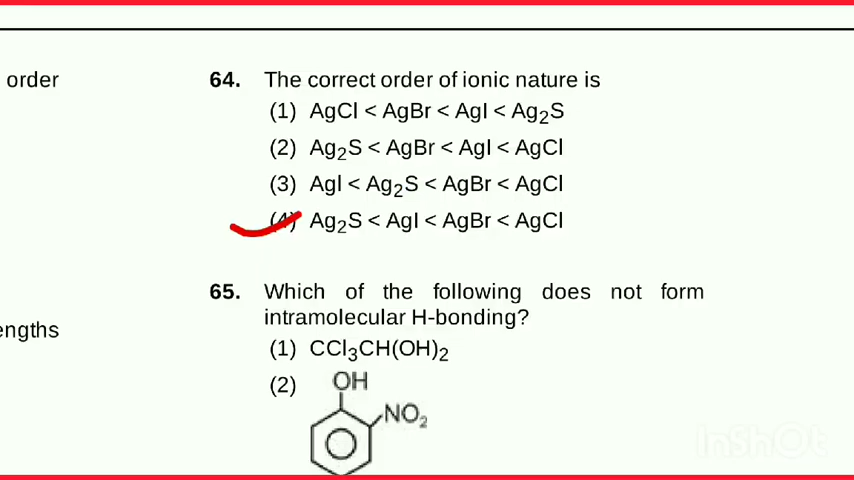 order
64. The correct order of ionic nature is
(1) AgCl < AgBr < AgI < Ag₂S
(2) Ag₂S < AgBr < AgI < AgCl
(3) AgI < Ag₂S < AgBr < AgCl
(4) Ag₂S < AgI < AgBr < AgCl
65. Which of the following does not form
intramolecular H-bonding?
engths
(1) CCl₃CH(OH)₂
(2)
OH
NO₂
InShOt